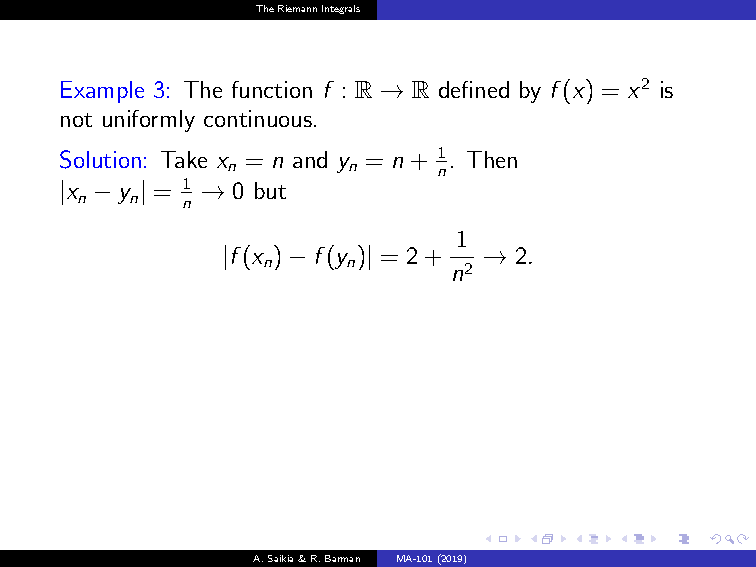 The Riemann Integrals
Example 3: The function f : ℝ → ℝ defined by f(x) = x² is
not uniformly continuous.
Solution: Take xₙ = n and yₙ = n + 1/n. Then
|xₙ − yₙ| = 1/n → 0 but
|f(xₙ) − f(yₙ)| = 2 + 1/n² → 2.
A. Saikia & R. Barman MA-101 (2019)